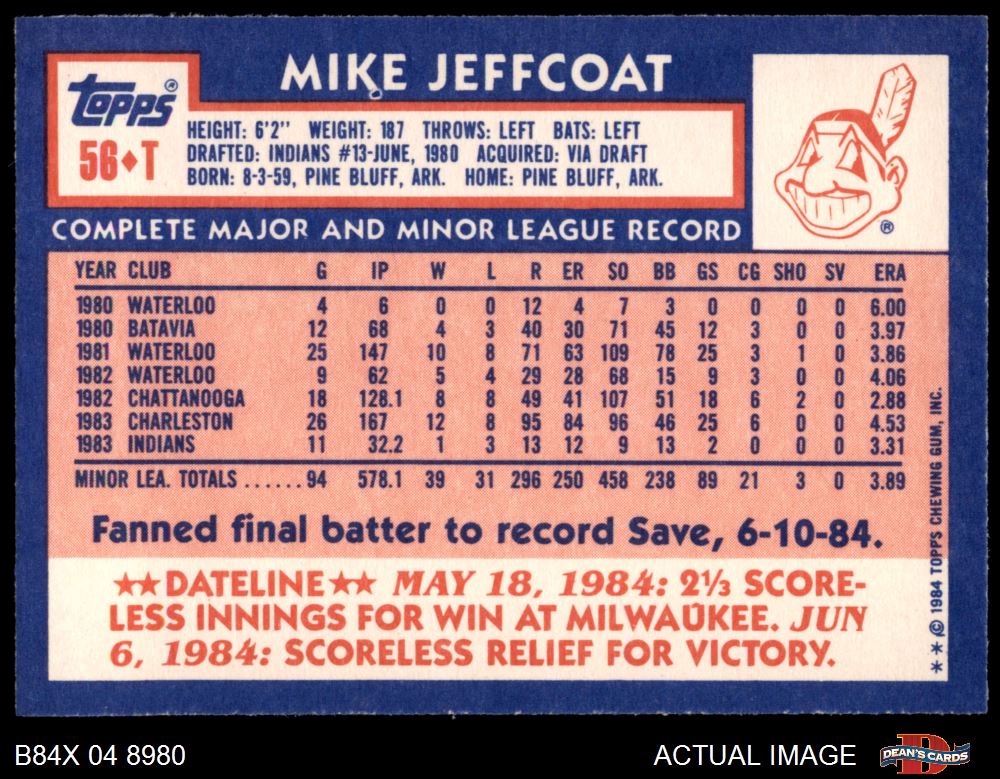 MIKE JEFFCOAT
Topps®
56♦T
HEIGHT: 6'2'' WEIGHT: 187 THROWS: LEFT BATS: LEFT
DRAFTED: INDIANS #13-JUNE, 1980 ACQUIRED: VIA DRAFT
BORN: 8-3-59, PINE BLUFF, ARK. HOME: PINE BLUFF, ARK.
®
COMPLETE MAJOR AND MINOR LEAGUE RECORD
YEAR CLUB G IP W L R ER SO BB GS CG SHO SV ERA
1980 WATERLOO 4 6 0 0 12 4 7 3 0 0 0 0 6.00
1980 BATAVIA 12 68 4 3 40 30 71 45 12 3 0 0 3.97
1981 WATERLOO 25 147 10 8 71 63 109 78 25 3 1 0 3.86
1982 WATERLOO 9 62 5 4 29 28 68 15 9 3 0 0 4.06
1982 CHATTANOOGA 18 128.1 8 8 49 41 107 51 18 6 2 0 2.88
1983 CHARLESTON 26 167 12 8 95 84 96 46 25 6 0 0 4.53
1983 INDIANS 11 32.2 1 3 13 12 9 13 2 0 0 0 3.31
MINOR LEA. TOTALS ......94 578.1 39 31 296 250 458 238 89 21 3 0 3.89
Fanned final batter to record Save, 6-10-84.
★★DATELINE★★ MAY 18, 1984: 2⅓ SCORE-
LESS INNINGS FOR WIN AT MILWAUKEE. JUN
6, 1984: SCORELESS RELIEF FOR VICTORY.
* * © 1984 TOPPS CHEWING GUM, INC.
B84X 04 8980
ACTUAL IMAGE
DEAN'S CARDS